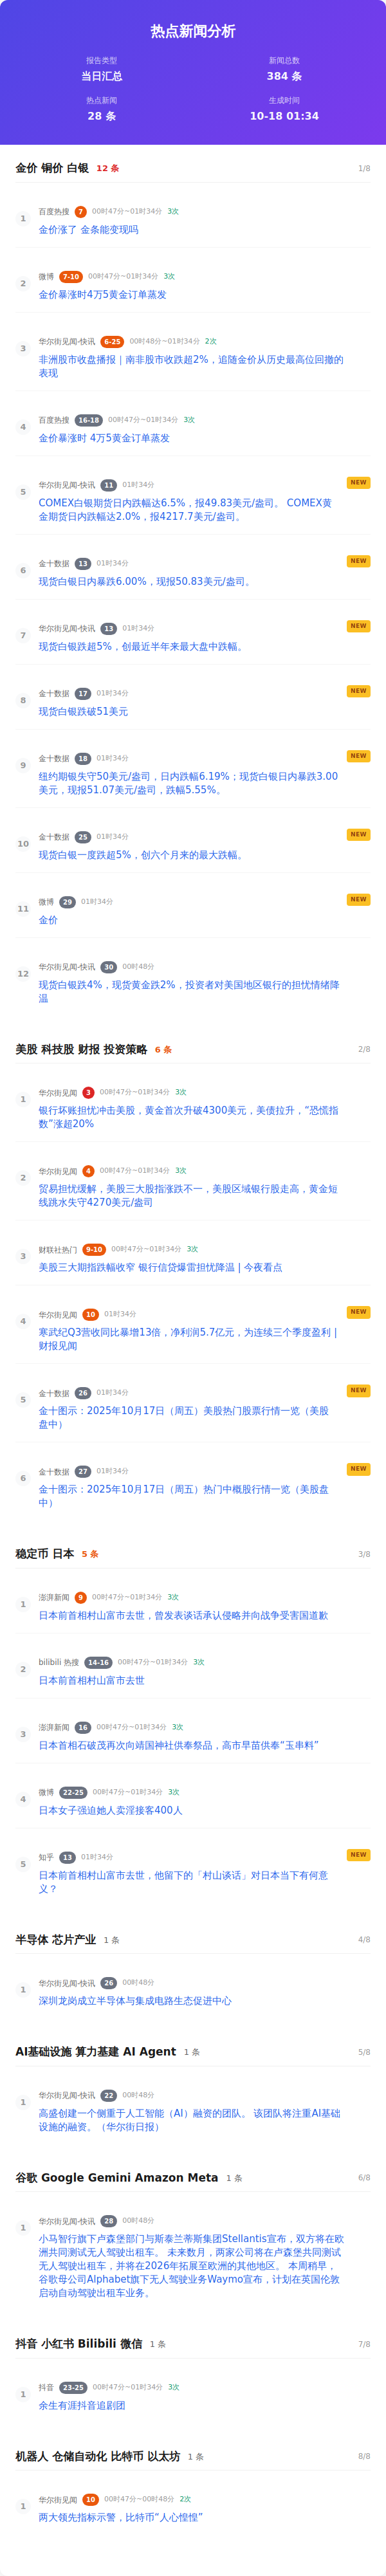 热点新闻分析
报告类型
当日汇总
新闻总数
384 条
热点新闻
28 条
生成时间
10-18 01:34
金价 铜价 白银 12 条 1/8
1
百度热搜 7 00时47分~01时34分 3次
金价涨了 金条能变现吗
2
微博 7-10 00时47分~01时34分 3次
金价暴涨时4万5黄金订单蒸发
3
华尔街见闻-快讯 6-25 00时48分~01时34分 2次
非洲股市收盘播报｜南非股市收跌超2%，追随金价从历史最高位回撤的
表现
4
百度热搜 16-18 00时47分~01时34分 3次
金价暴涨时 4万5黄金订单蒸发
5
华尔街见闻-快讯 11 01时34分 NEW
COMEX白银期货日内跌幅达6.5%，报49.83美元/盎司。 COMEX黄
金期货日内跌幅达2.0%，报4217.7美元/盎司。
6
金十数据 13 01时34分 NEW
现货白银日内暴跌6.00%，现报50.83美元/盎司。
7
华尔街见闻-快讯 13 01时34分 NEW
现货白银跌超5%，创最近半年来最大盘中跌幅。
8
金十数据 17 01时34分 NEW
现货白银跌破51美元
9
金十数据 18 01时34分 NEW
纽约期银失守50美元/盎司，日内跌幅6.19%；现货白银日内暴跌3.00
美元，现报51.07美元/盎司，跌幅5.55%。
10
金十数据 25 01时34分 NEW
现货白银一度跌超5%，创六个月来的最大跌幅。
11
微博 29 01时34分 NEW
金价
12
华尔街见闻-快讯 30 00时48分
现货白银跌4%，现货黄金跌2%，投资者对美国地区银行的担忧情绪降
温
美股 科技股 财报 投资策略 6 条 2/8
1
华尔街见闻 3 00时47分~01时34分 3次
银行坏账担忧冲击美股，黄金首次升破4300美元，美债拉升，“恐慌指
数”涨超20%
2
华尔街见闻 4 00时47分~01时34分 3次
贸易担忧缓解，美股三大股指涨跌不一，美股区域银行股走高，黄金短
线跳水失守4270美元/盎司
3
财联社热门 9-10 00时47分~01时34分 3次
美股三大期指跌幅收窄 银行信贷爆雷担忧降温 | 今夜看点
4
华尔街见闻 10 01时34分 NEW
寒武纪Q3营收同比暴增13倍，净利润5.7亿元，为连续三个季度盈利 |
财报见闻
5
金十数据 26 01时34分 NEW
金十图示：2025年10月17日（周五）美股热门股票行情一览（美股
盘中）
6
金十数据 27 01时34分 NEW
金十图示：2025年10月17日（周五）热门中概股行情一览（美股盘
中）
稳定币 日本 5 条 3/8
1
澎湃新闻 9 00时47分~01时34分 3次
日本前首相村山富市去世，曾发表谈话承认侵略并向战争受害国道歉
2
bilibili 热搜 14-16 00时47分~01时34分 3次
日本前首相村山富市去世
3
澎湃新闻 16 00时47分~01时34分 3次
日本首相石破茂再次向靖国神社供奉祭品，高市早苗供奉“玉串料”
4
微博 22-25 00时47分~01时34分 3次
日本女子强迫她人卖淫接客400人
5
知乎 13 01时34分 NEW
日本前首相村山富市去世，他留下的「村山谈话」对日本当下有何意
义？
半导体 芯片产业 1 条 4/8
1
华尔街见闻-快讯 26 00时48分
深圳龙岗成立半导体与集成电路生态促进中心
AI基础设施 算力基建 AI Agent 1 条 5/8
1
华尔街见闻-快讯 22 00时48分
高盛创建一个侧重于人工智能（AI）融资的团队。 该团队将注重AI基础
设施的融资。（华尔街日报）
谷歌 Google Gemini Amazon Meta 1 条 6/8
1
华尔街见闻-快讯 28 00时48分
小马智行旗下卢森堡部门与斯泰兰蒂斯集团Stellantis宣布，双方将在欧
洲共同测试无人驾驶出租车。 未来数月，两家公司将在卢森堡共同测试
无人驾驶出租车，并将在2026年拓展至欧洲的其他地区。 本周稍早，
谷歌母公司Alphabet旗下无人驾驶业务Waymo宣布，计划在英国伦敦
启动自动驾驶出租车业务。
抖音 小红书 Bilibili 微信 1 条 7/8
1
抖音 23-25 00时47分~01时34分 3次
余生有涯抖音追剧团
机器人 仓储自动化 比特币 以太坊 1 条 8/8
1
华尔街见闻 10 00时47分~00时48分 2次
两大领先指标示警，比特币“人心惶惶”